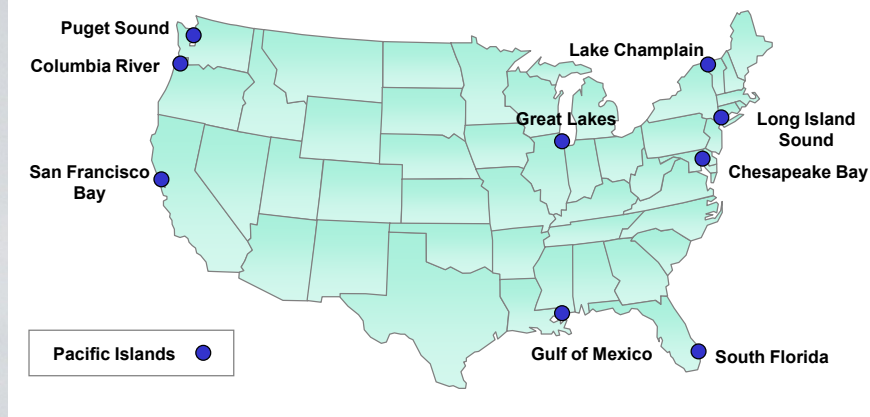 Puget Sound
Columbia River
Lake Champlain
Great Lakes
Long Island
Sound
San Francisco
Bay
Chesapeake Bay
Pacific Islands
Gulf of Mexico
South Florida